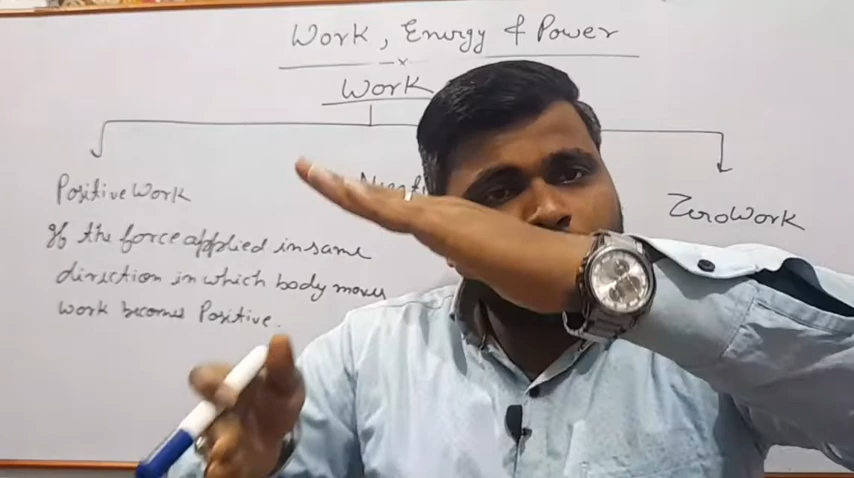 Work, Energy & Power
Work
Positive Work
Zero Work
If the force applied in same
direction in which body moves
work becomes Positive.